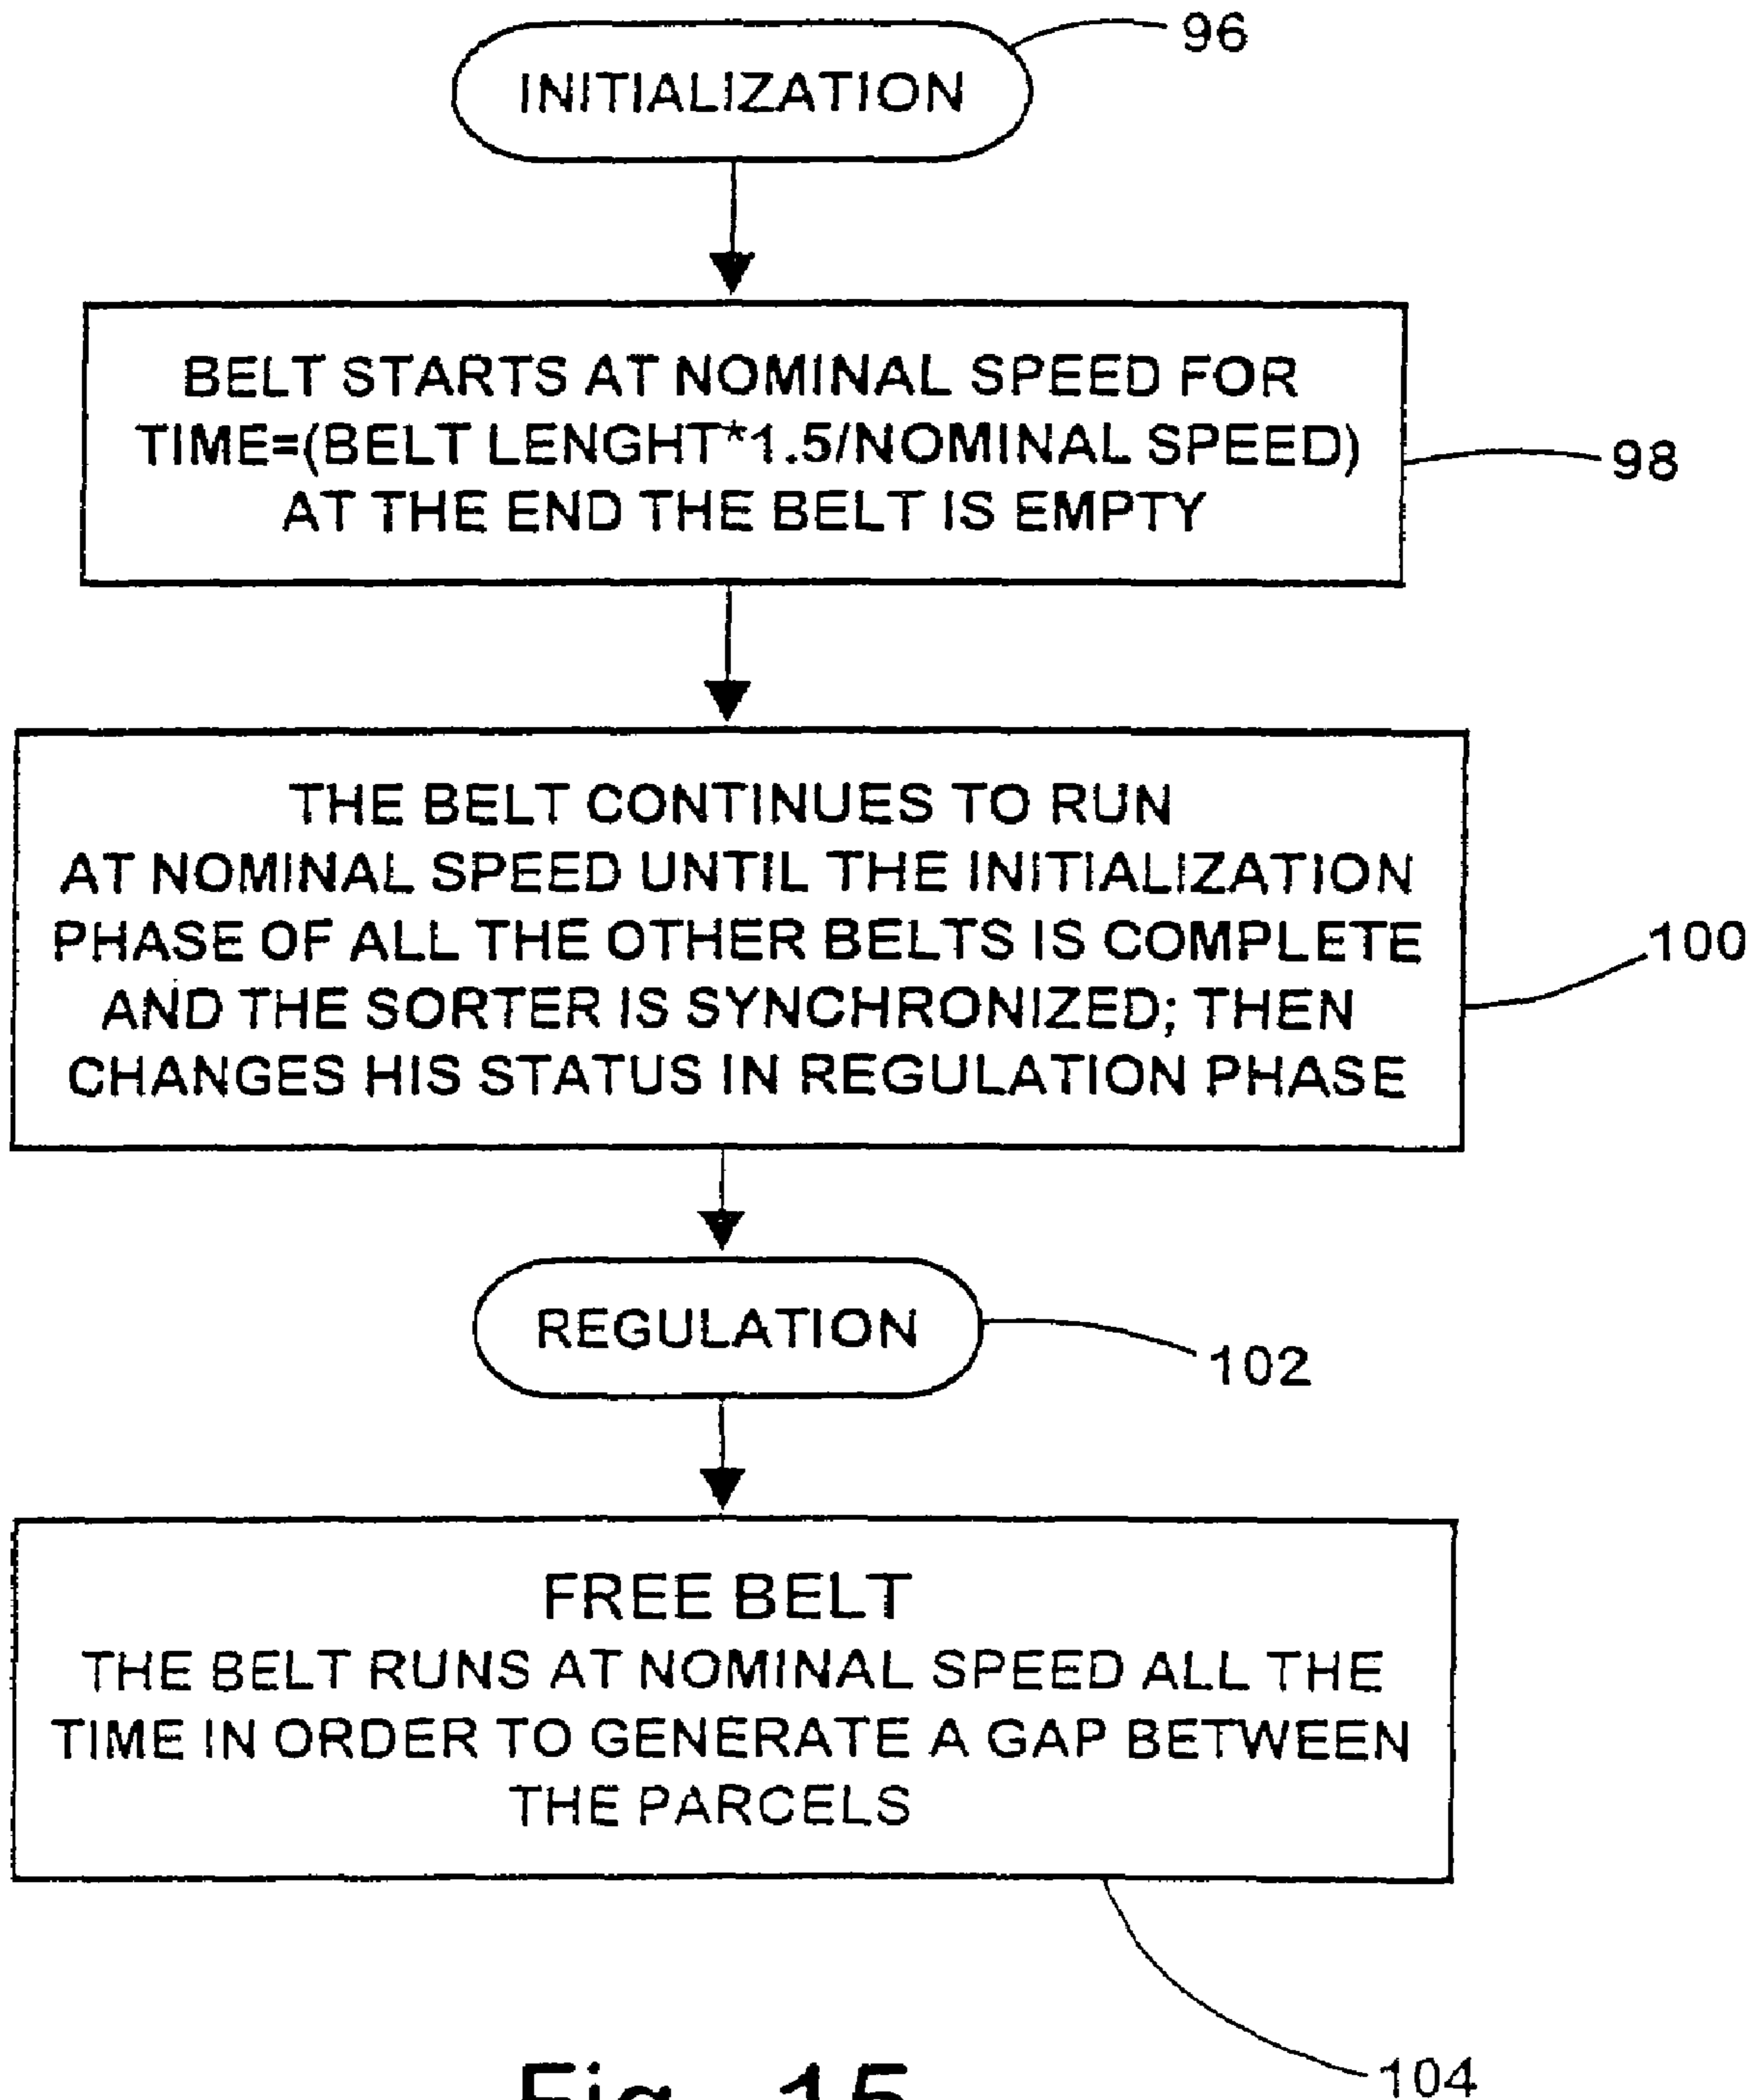 INITIALIZATION
96
BELT STARTS AT NOMINAL SPEED FOR
TIME=(BELT LENGHT*1.5/NOMINAL SPEED)
AT THE END THE BELT IS EMPTY
98
THE BELT CONTINUES TO RUN
AT NOMINAL SPEED UNTIL THE INITIALIZATION
PHASE OF ALL THE OTHER BELTS IS COMPLETE
AND THE SORTER IS SYNCHRONIZED; THEN
CHANGES HIS STATUS IN REGULATION PHASE
100
REGULATION
102
FREE BELT
THE BELT RUNS AT NOMINAL SPEED ALL THE
TIME IN ORDER TO GENERATE A GAP BETWEEN
THE PARCELS
104
Fig. 15